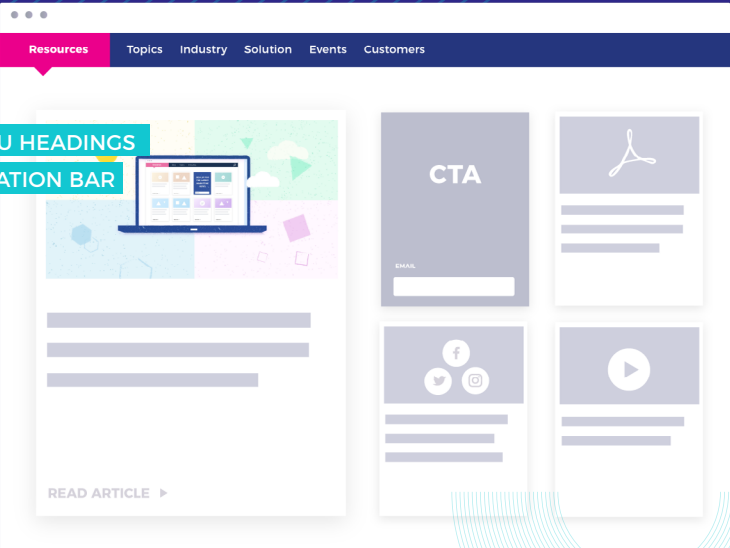 Resources Topics Industry Solution Events Customers
U HEADINGS
ATION BAR
CTA
EMAIL
READ ARTICLE